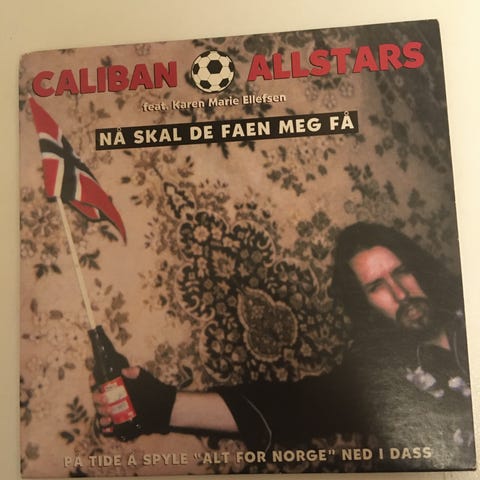 CALIBAN ALLSTARS
feat. Karen Marie Ellefsen
NÅ SKAL DE FAEN MEG FÅ
PÅ TIDE Å SPYLE "ALT FOR NORGE" NED I DASS